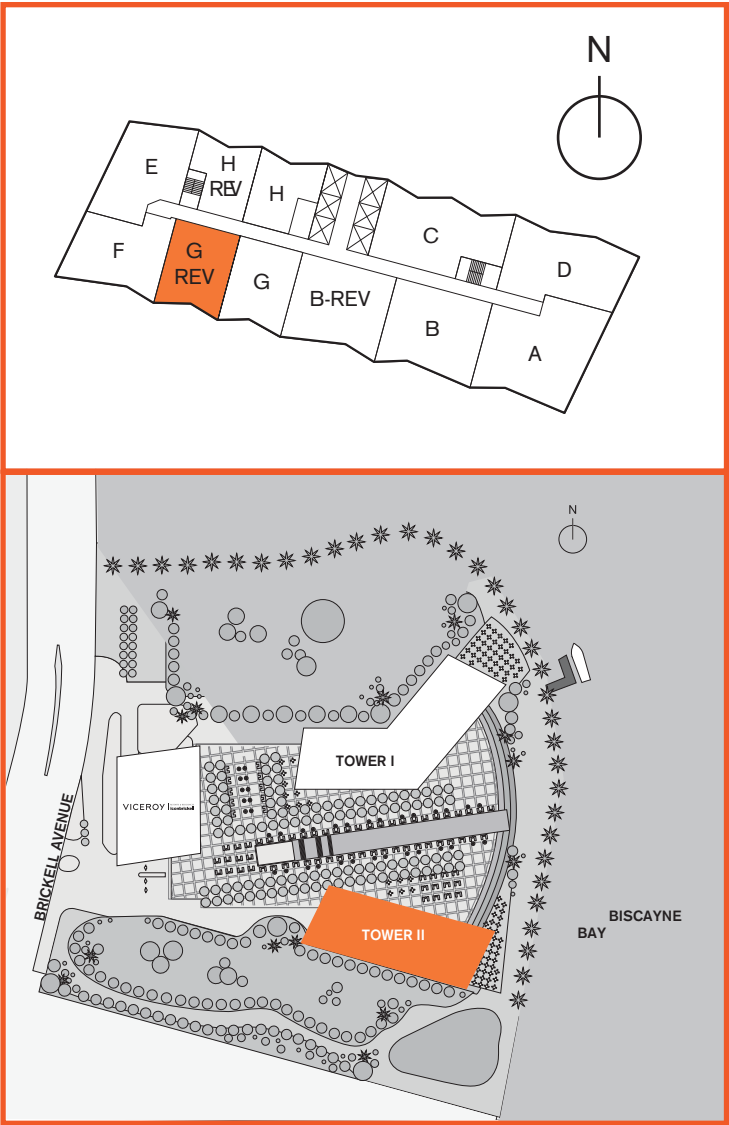 N
E
H
REV
H
C
D
F
G
REV
G
B-REV
B
A
N
TOWER I
VICEROY
BRICKELL AVENUE
TOWER II
BISCAYNE
BAY